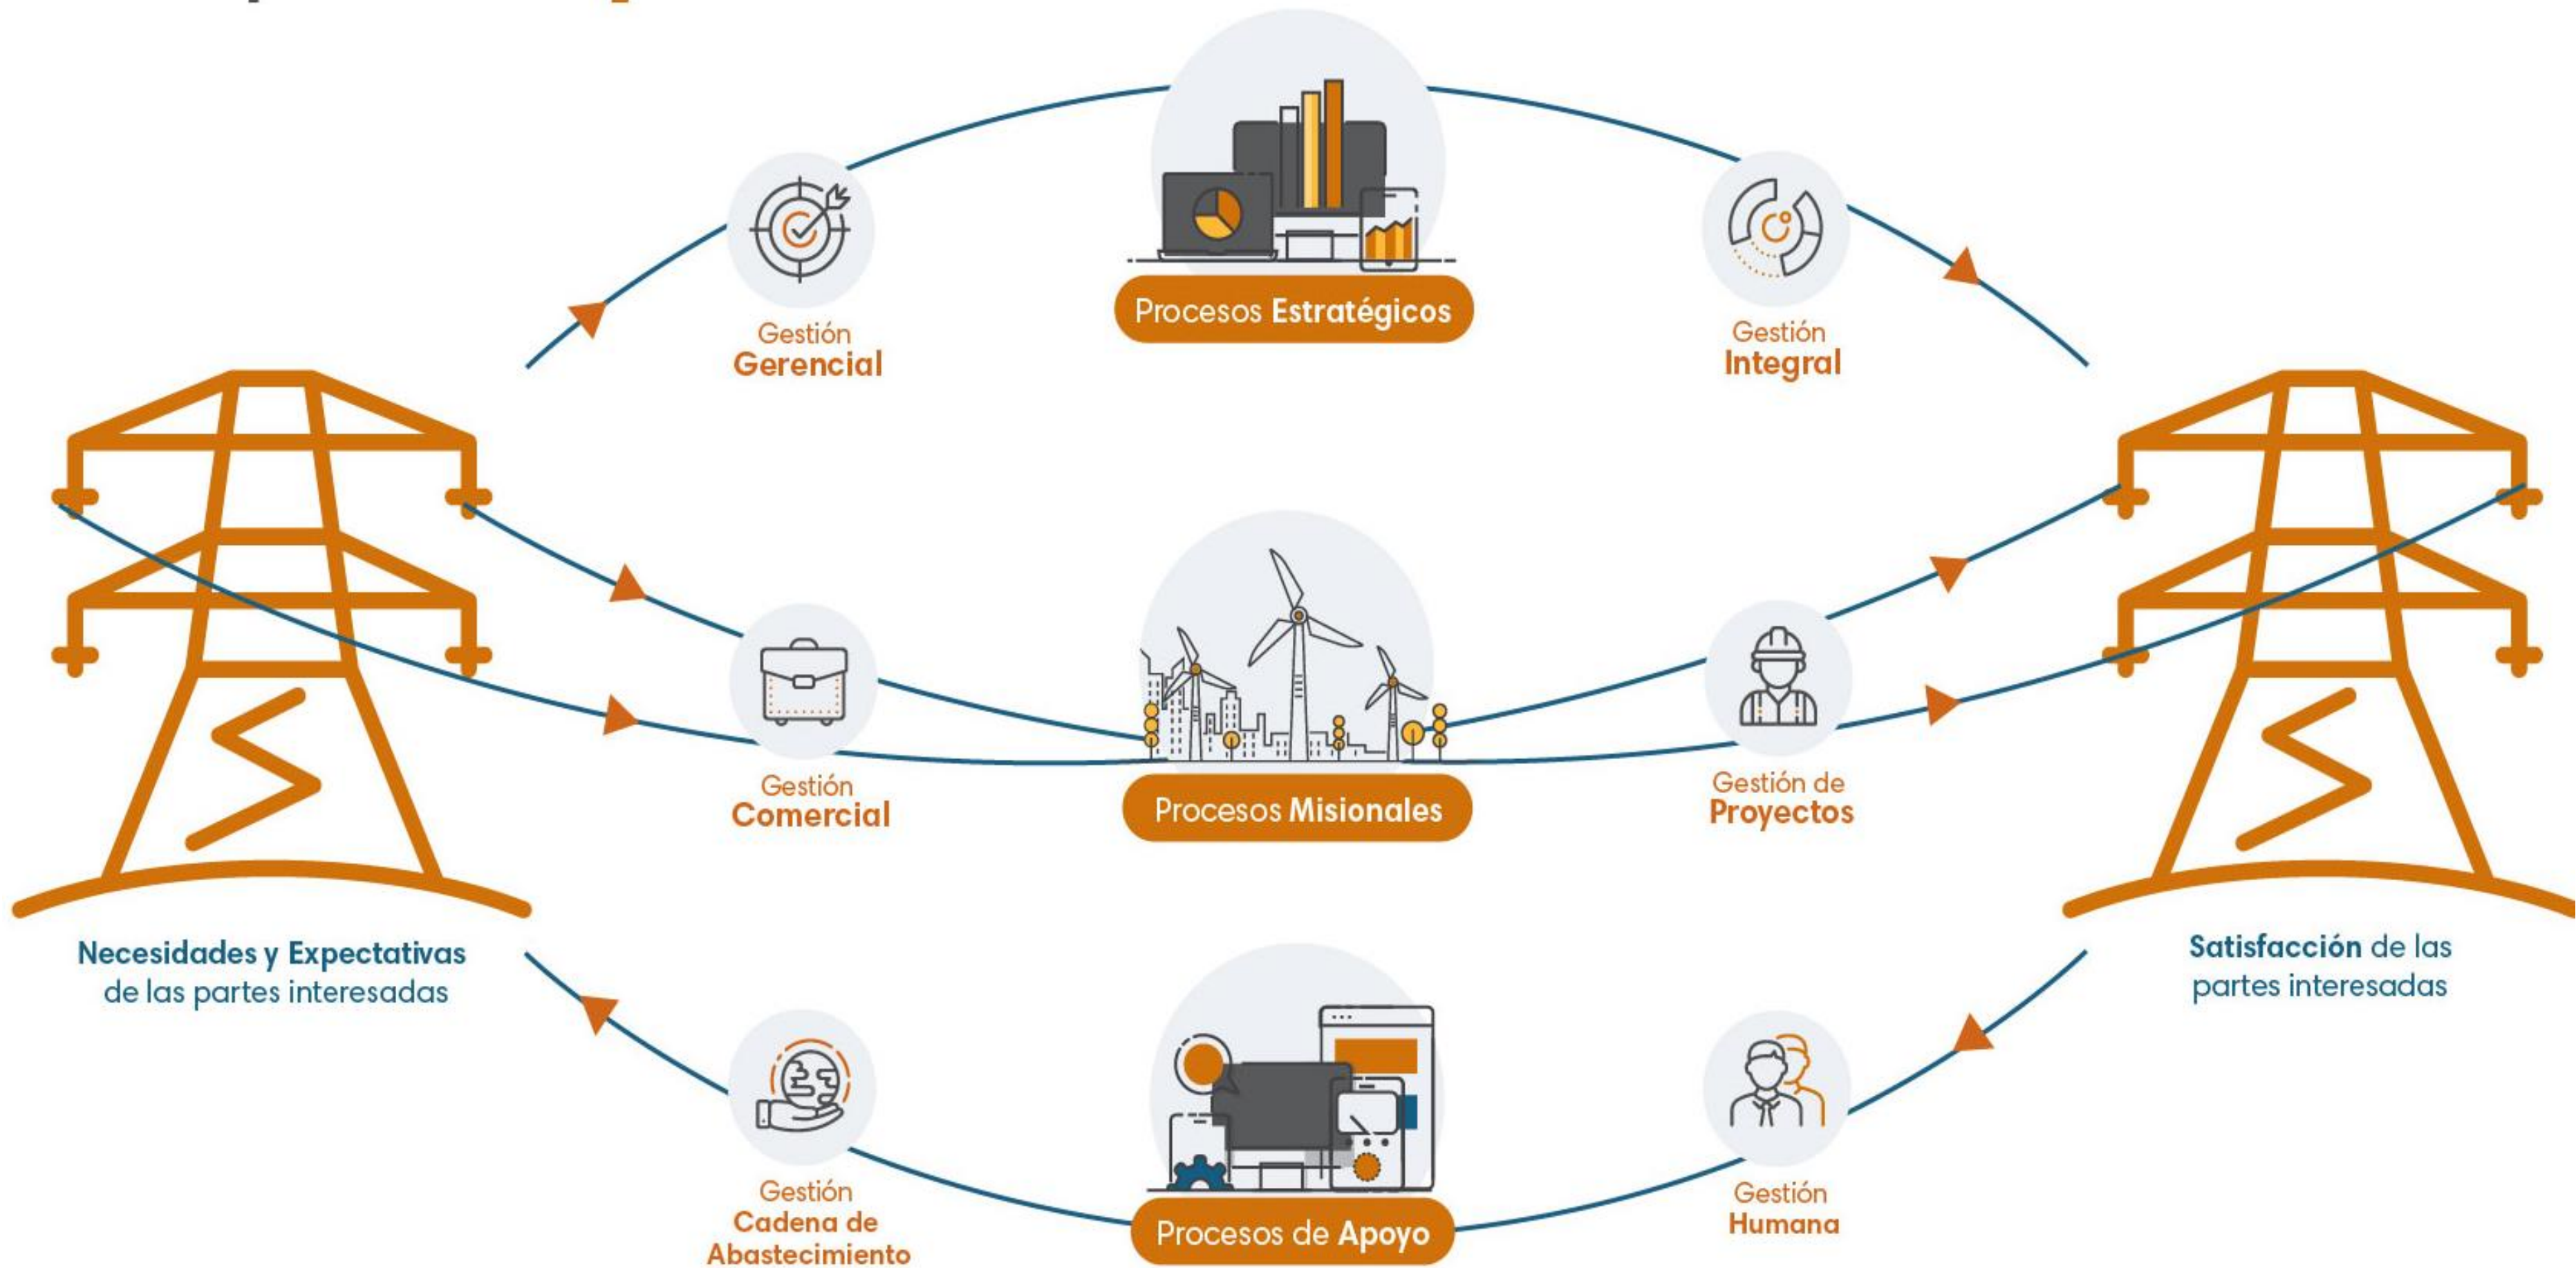 Procesos Estratégicos
Gestión
Gerencial
Gestión
Integral
Gestión
Comercial
Procesos Misionales
Gestión de
Proyectos
Necesidades y Expectativas
de las partes interesadas
Satisfacción de las
partes interesadas
Gestión
Cadena de
Abastecimiento
Procesos de Apoyo
Gestión
Humana